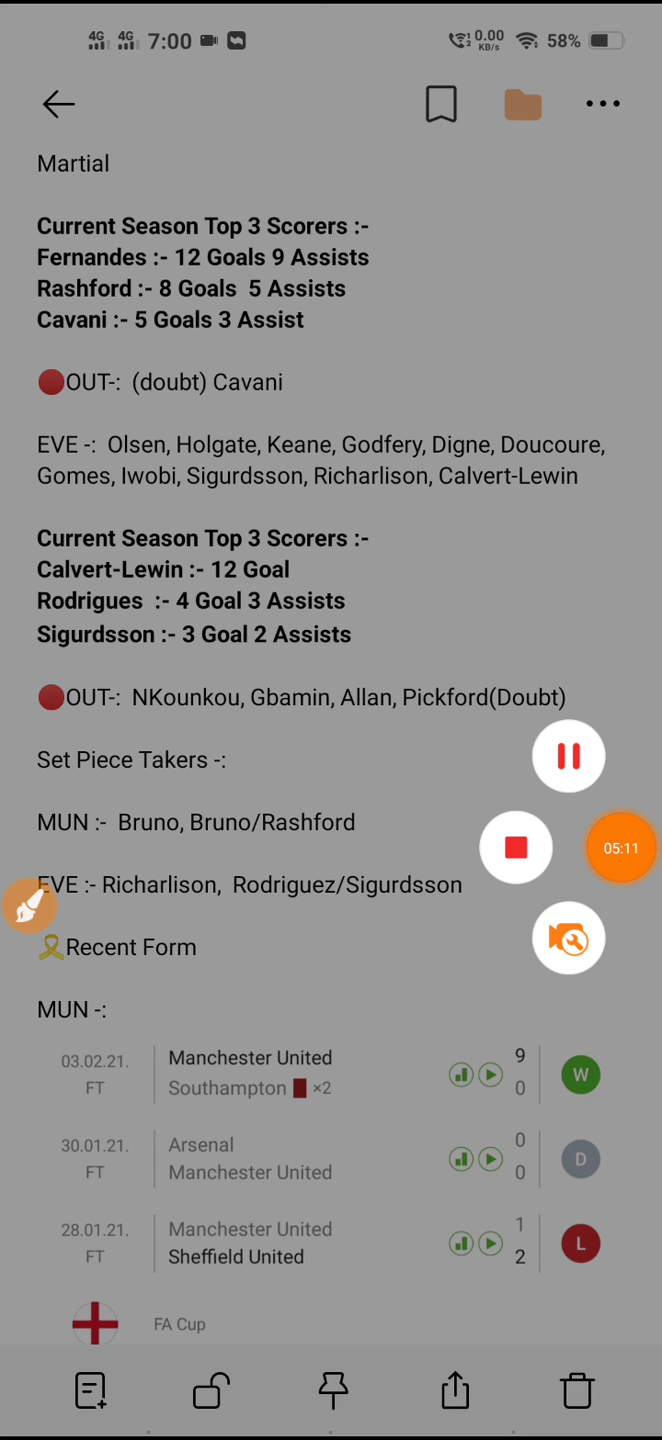 4G 4G 7:00 2 0.00 KB/s 58%
Martial
Current Season Top 3 Scorers :-
Fernandes :- 12 Goals 9 Assists
Rashford :- 8 Goals 5 Assists
Cavani :- 5 Goals 3 Assist
🔴OUT-: (doubt) Cavani
EVE -: Olsen, Holgate, Keane, Godfery, Digne, Doucoure,
Gomes, Iwobi, Sigurdsson, Richarlison, Calvert-Lewin
Current Season Top 3 Scorers :-
Calvert-Lewin :- 12 Goal
Rodrigues :- 4 Goal 3 Assists
Sigurdsson :- 3 Goal 2 Assists
🔴OUT-: NKounkou, Gbamin, Allan, Pickford(Doubt)
Set Piece Takers -:
MUN :- Bruno, Bruno/Rashford
05:11
EVE :- Richarlison, Rodriguez/Sigurdsson
🎗Recent Form
MUN -:
03.02.21. Manchester United 9
FT Southampton ×2 0 W
30.01.21. Arsenal 0
FT Manchester United 0 D
28.01.21. Manchester United 1
FT Sheffield United 2 L
FA Cup